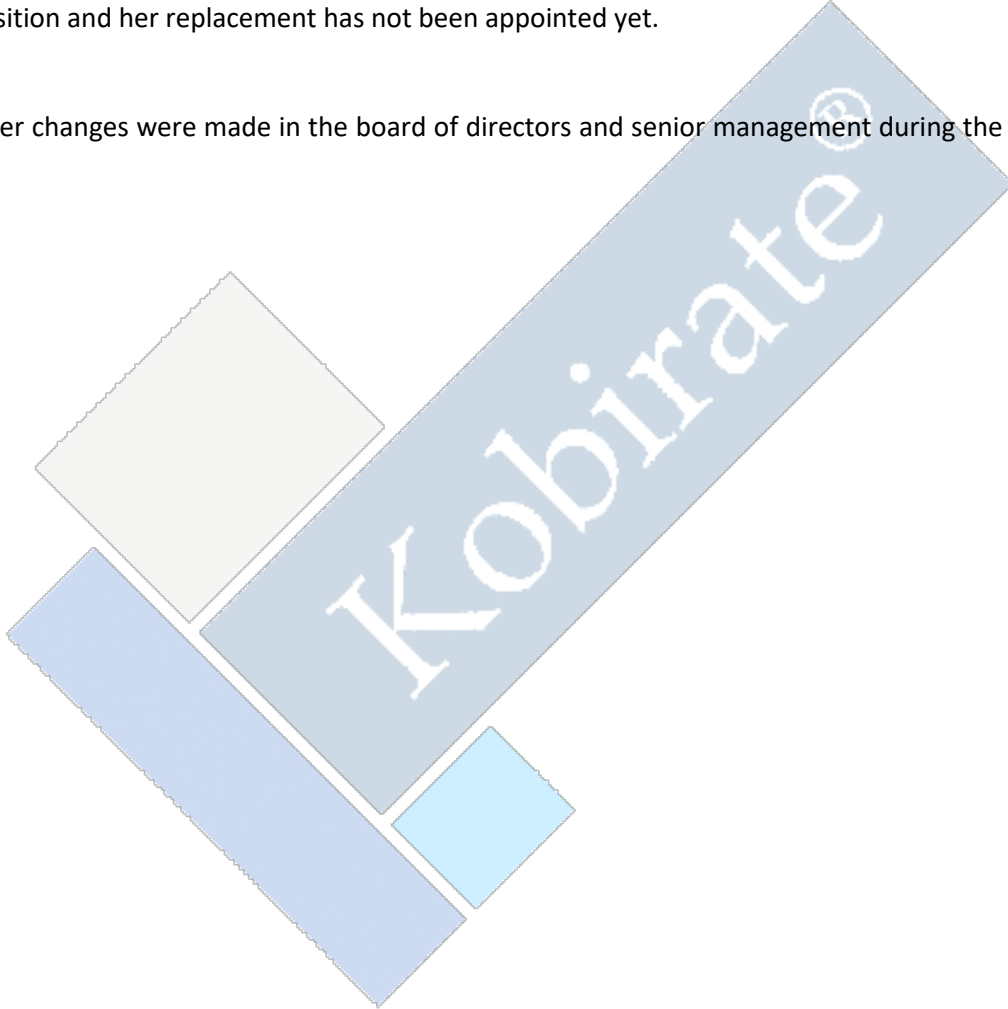 sition and her replacement has not been appointed yet.
er changes were made in the board of directors and senior management during the
Kobirate®